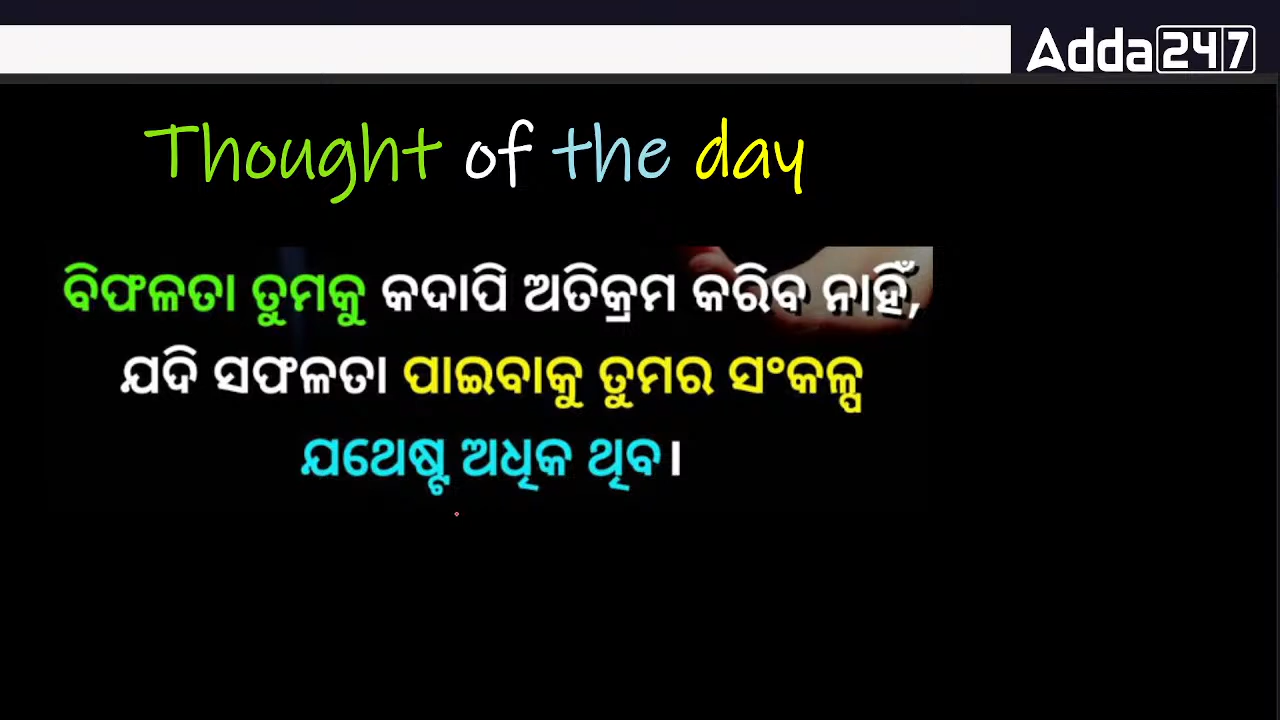 Adda247
Thought of the day
ବିଫଳତା ତୁମକୁ କଦାପି ଅତିକ୍ରମ କରିବ ନାହିଁ,
ଯଦି ସଫଳତା ପାଇବାକୁ ତୁମର ସଂକଳ୍ପ
ଯଥେଷ୍ଟ ଅଧିକ ଥିବ।